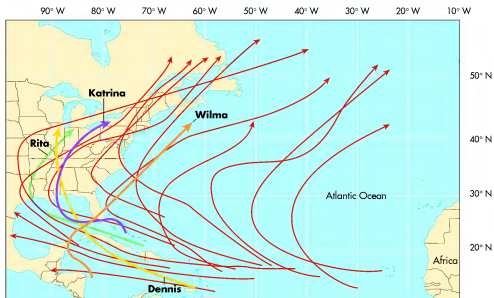 90° W 80° W 70° W 60° W 50° W 40° W 30° W 20° W 10° W
50° N
Katrina
Wilma
40° N
Rita
Atlantic Ocean
30° N
20° N
Africa
Dennis